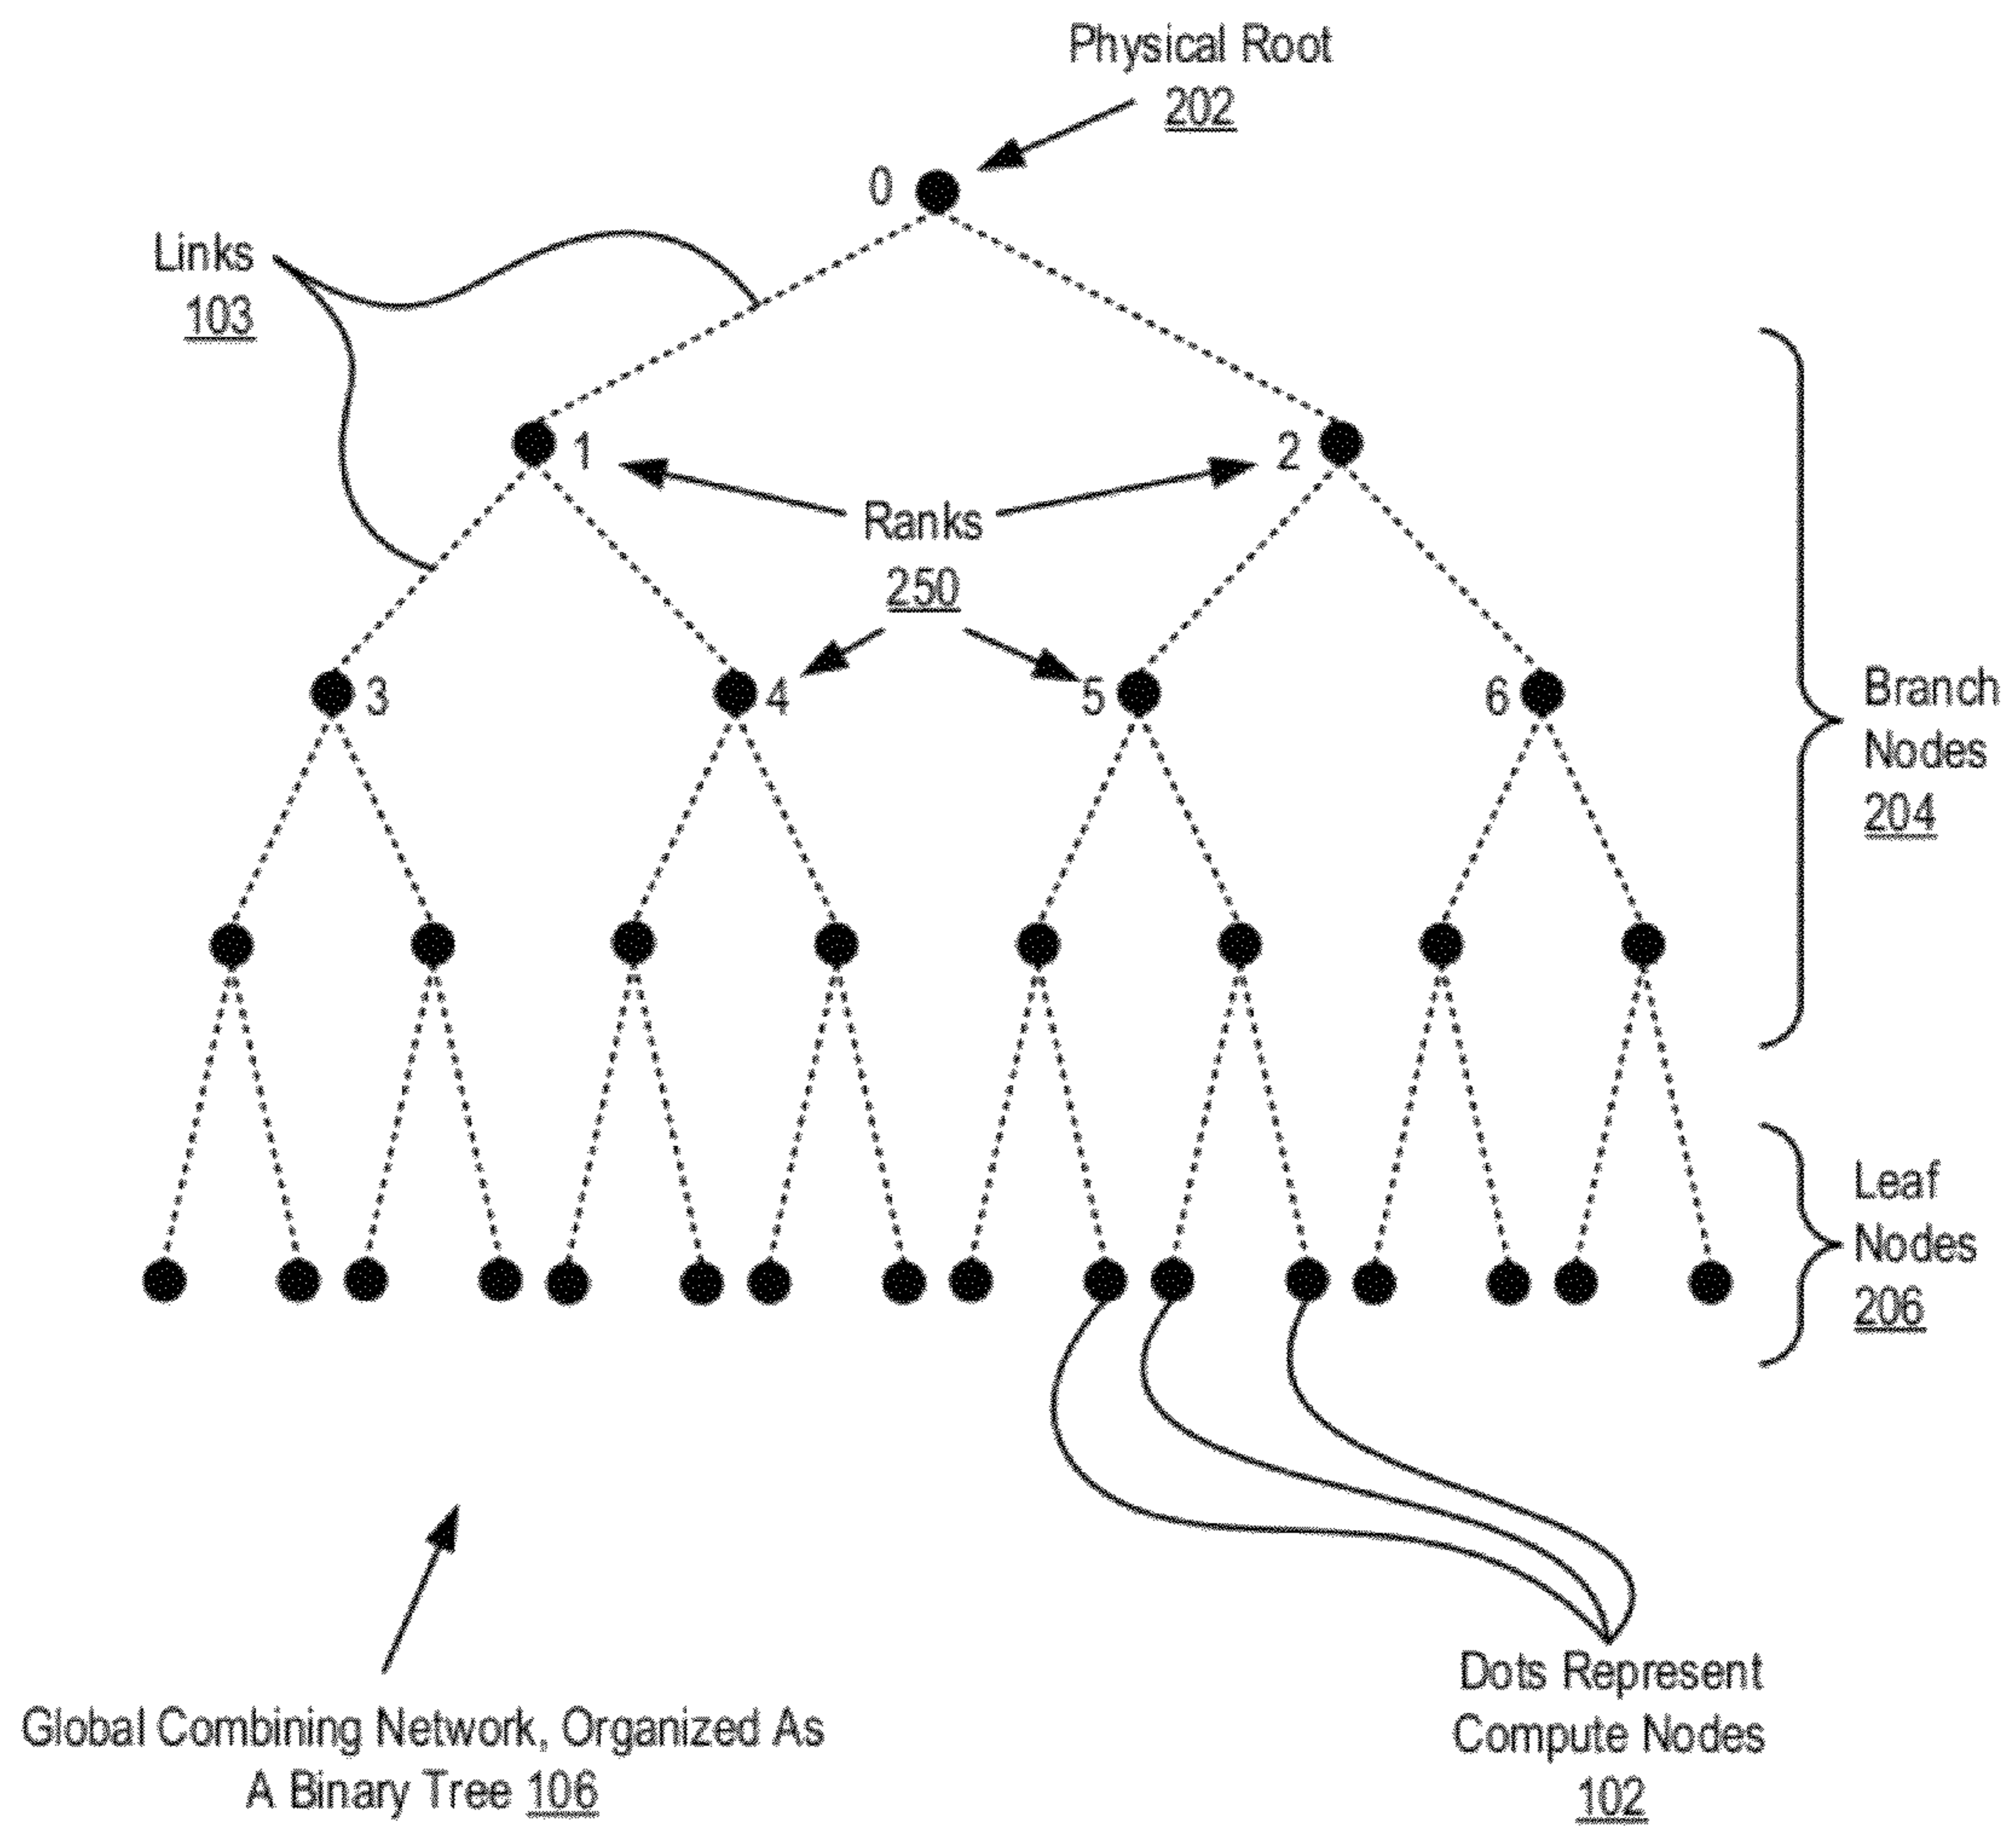 Physical Root
202
0
Links
103
1
2
Ranks
250
3
4
5
6
Branch
Nodes
204
Leaf
Nodes
206
Dots Represent
Compute Nodes
102
Global Combining Network, Organized As
A Binary Tree 106